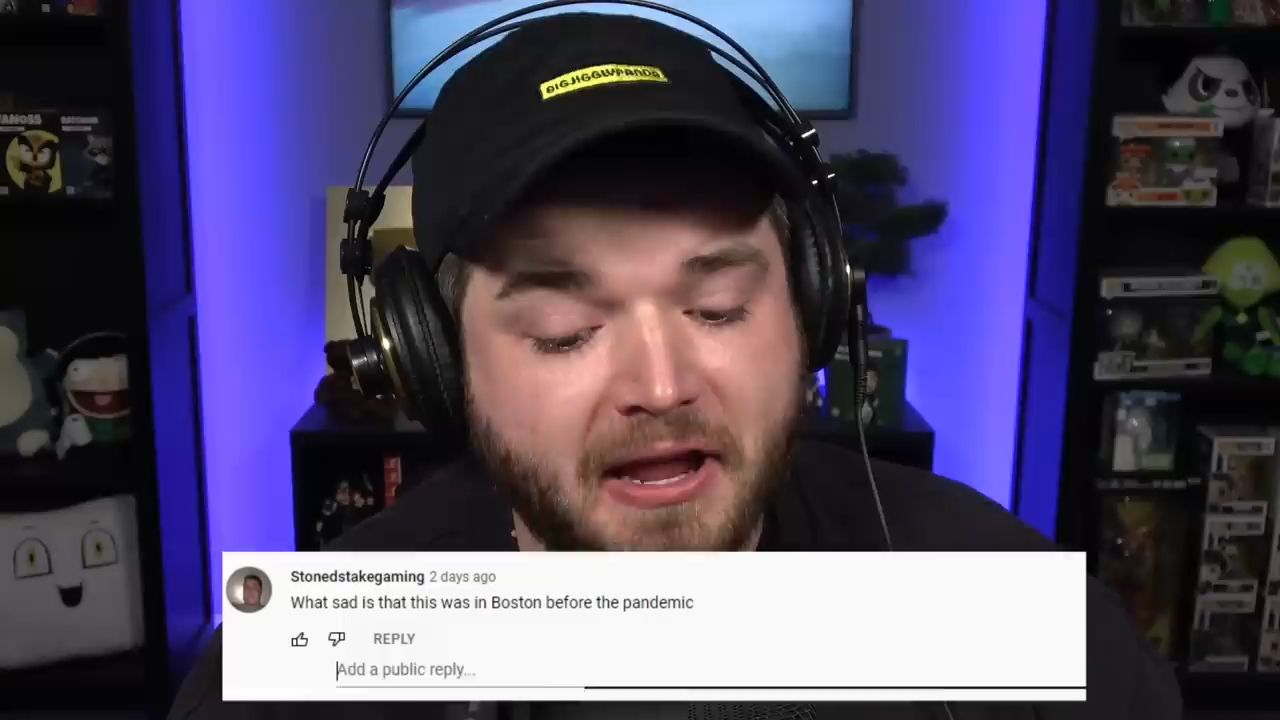 BIGJIGGLYPANDA
Stonedstakegaming 2 days ago
What sad is that this was in Boston before the pandemic
REPLY
Add a public reply...